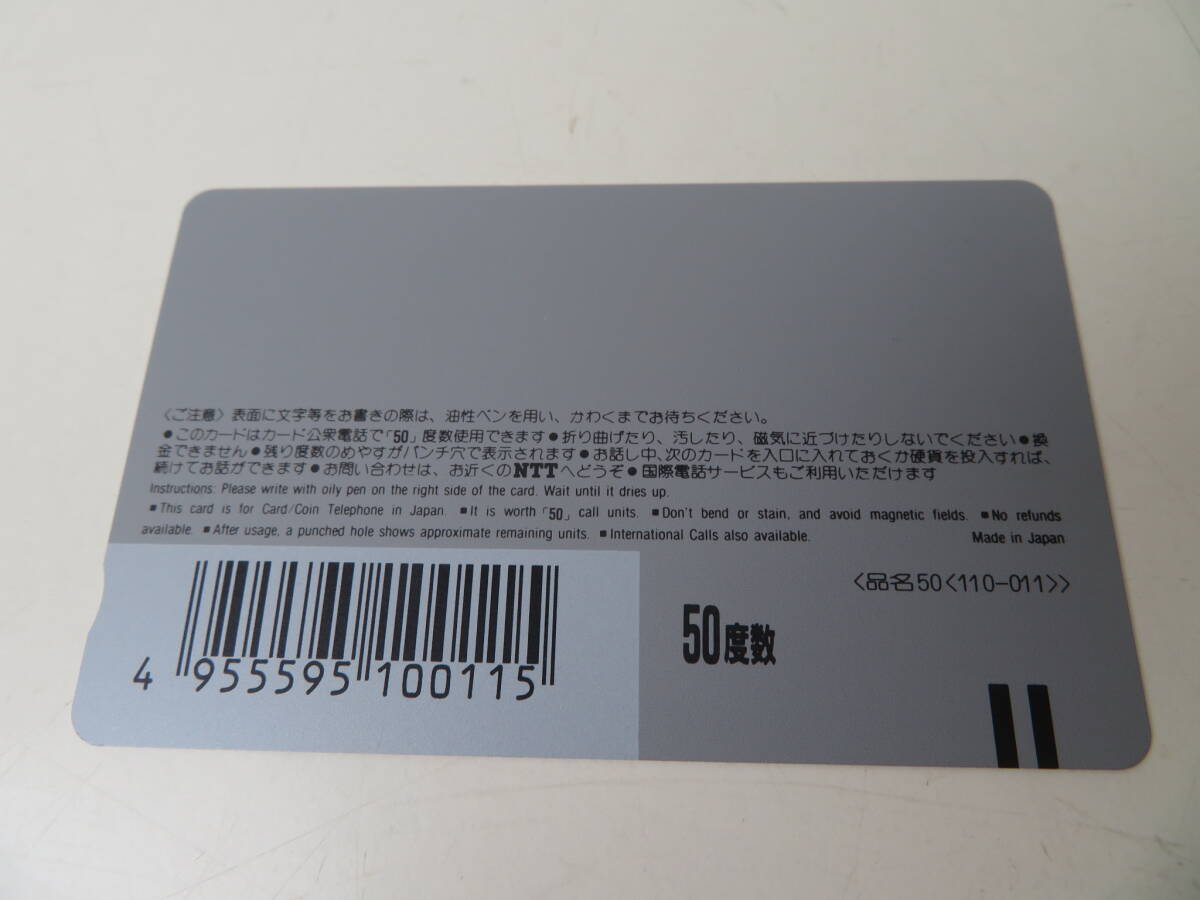 〈ご注意〉表面に文字等をお書きの際は、油性ペンを用い、かわくまでお待ちください。
●このカードはカード公衆電話で「50」度数使用できます●折り曲げたり、汚したり、磁気に近づけたりしないでください●換
金できません●残り度数のめやすがパンチ穴で表示されます●お話し中、次のカードを入口に入れておくか硬貨を投入すれば、
続けてお話ができます●お問い合わせは、お近くのNTTへどうぞ●国際電話サービスもご利用いただけます
Instructions: Please write with oily pen on the right side of the card. Wait until it dries up.
■This card is for Card/Coin Telephone in Japan. ■It is worth「50」call units. ■Don't bend or stain, and avoid magnetic fields. ■No refunds
available. ■After usage, a punched hole shows approximate remaining units. ■International Calls also available.
Made in Japan
〈品名50〈110-011〉〉
50度数
4 955595 100115